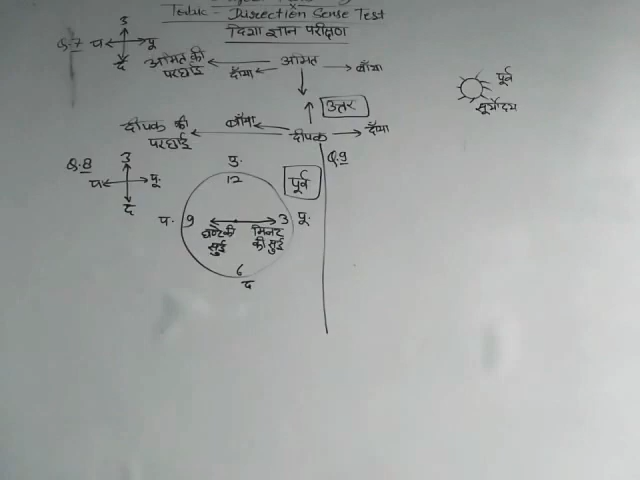 Topic - Direction Sense Test
दिशा ज्ञान परीक्षण
Q.7
उ
प
पू
द
अमित की परछाई
दाँया
अमित
बाँया
उत्तर
दीपक की परछाई
बाँया
दीपक
दाँया
पूर्व
सूर्योदय
Q.8
उ
प
पू.
द
12
पूर्व
प.
9
3
पू.
घण्टे की सुई
मिनट की सुई
6
द
Q.9